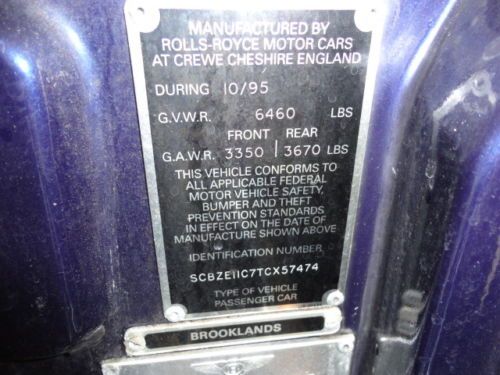 MANUFACTURED BY
ROLLS-ROYCE MOTOR CARS
AT CREWE CHESHIRE ENGLAND
DURING 10/95
G.V.W.R. 6460 LBS
FRONT REAR
G.A.W.R. 3350 3670 LBS
THIS VEHICLE CONFORMS TO
ALL APPLICABLE FEDERAL
MOTOR VEHICLE SAFETY,
BUMPER AND THEFT
PREVENTION STANDARDS
IN EFFECT ON THE DATE OF
MANUFACTURE SHOWN ABOVE
IDENTIFICATION NUMBER
SCBZE11C7TCX57474
TYPE OF VEHICLE
PASSENGER CAR
BROOKLANDS